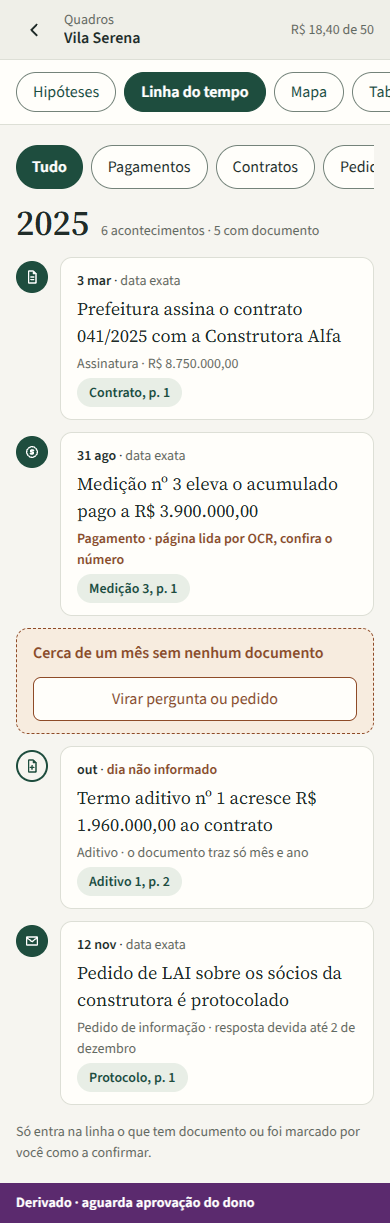 Quadros
Vila Serena
R$ 18,40 de 50
Hipóteses
Linha do tempo
Mapa
Tab
Tudo
Pagamentos
Contratos
Pedic
2025
6 acontecimentos · 5 com documento
3 mar · data exata
Prefeitura assina o contrato
041/2025 com a Construtora Alfa
Assinatura · R$ 8.750.000,00
Contrato, p. 1
31 ago · data exata
Medição nº 3 eleva o acumulado
pago a R$ 3.900.000,00
Pagamento · página lida por OCR, confira o
número
Medição 3, p. 1
Cerca de um mês sem nenhum documento
Virar pergunta ou pedido
out · dia não informado
Termo aditivo nº 1 acresce R$
1.960.000,00 ao contrato
Aditivo · o documento traz só mês e ano
Aditivo 1, p. 2
12 nov · data exata
Pedido de LAI sobre os sócios da
construtora é protocolado
Pedido de informação · resposta devida até 2 de
dezembro
Protocolo, p. 1
Só entra na linha o que tem documento ou foi marcado por
você como a confirmar.
Derivado · aguarda aprovação do dono